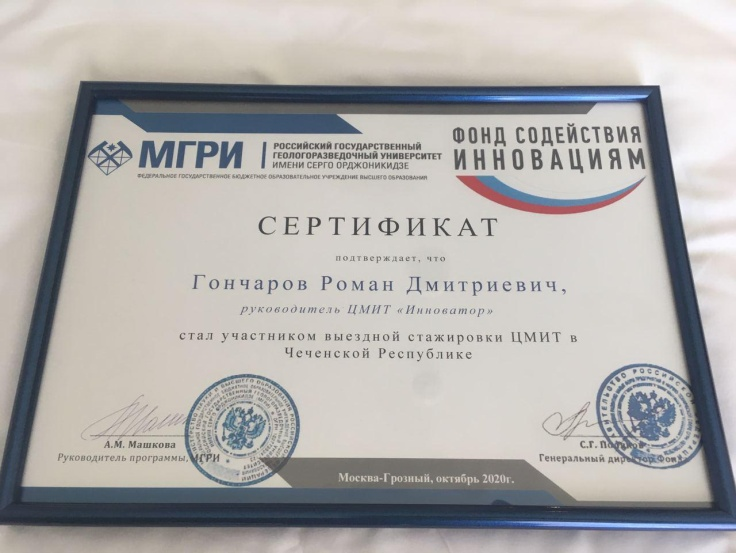 МГРИ
РОССИЙСКИЙ ГОСУДАРСТВЕННЫЙ
ГЕОЛОГОРАЗВЕДОЧНЫЙ УНИВЕРСИТЕТ
ИМЕНИ СЕРГО ОРДЖОНИКИДЗЕ
ФЕДЕРАЛЬНОЕ ГОСУДАРСТВЕННОЕ БЮДЖЕТНОЕ ОБРАЗОВАТЕЛЬНОЕ УЧРЕЖДЕНИЕ ВЫСШЕГО ОБРАЗОВАНИЯ
ФОНД СОДЕЙСТВИЯ
ИННОВАЦИЯМ
СЕРТИФИКАТ
подтверждает, что
Гончаров Роман Дмитриевич,
руководитель ЦМИТ «Инноватор»
стал участником выездной стажировки ЦМИТ в
Чеченской Республике
А.М. Машкова
Руководитель программы, МГРИ
С.Г.
Генеральный директор
Москва-Грозный, октябрь 2020г.